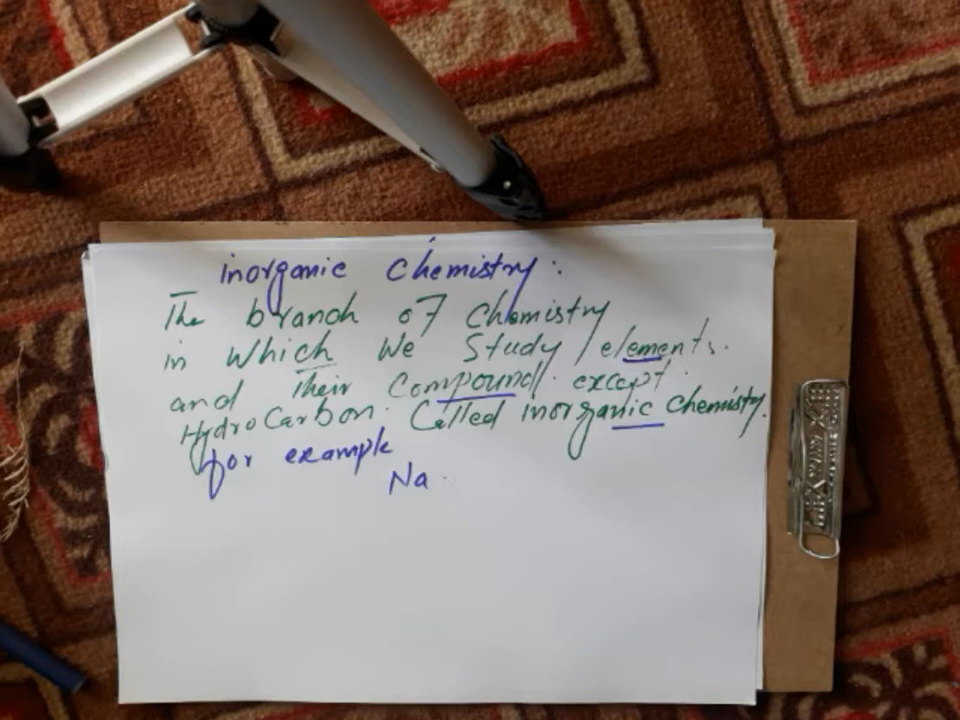 inorganic chemistry:
The branch of chemistry
in which we study elements.
and Their compound. except.
HydroCarbon. Called inorganic chemistry.
for example
Na.